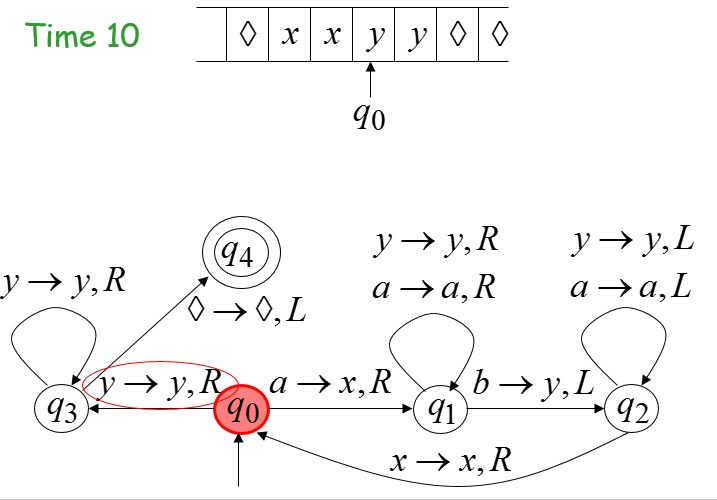 Time 10
◊ x x y y ◊ ◊
q₀
y → y, R
y → y, L
q₄
y → y, R
a → a, R
a → a, L
◊ → ◊, L
y → y, R
a → x, R
b → y, L
q₃
q₀
q₁
q₂
x → x, R